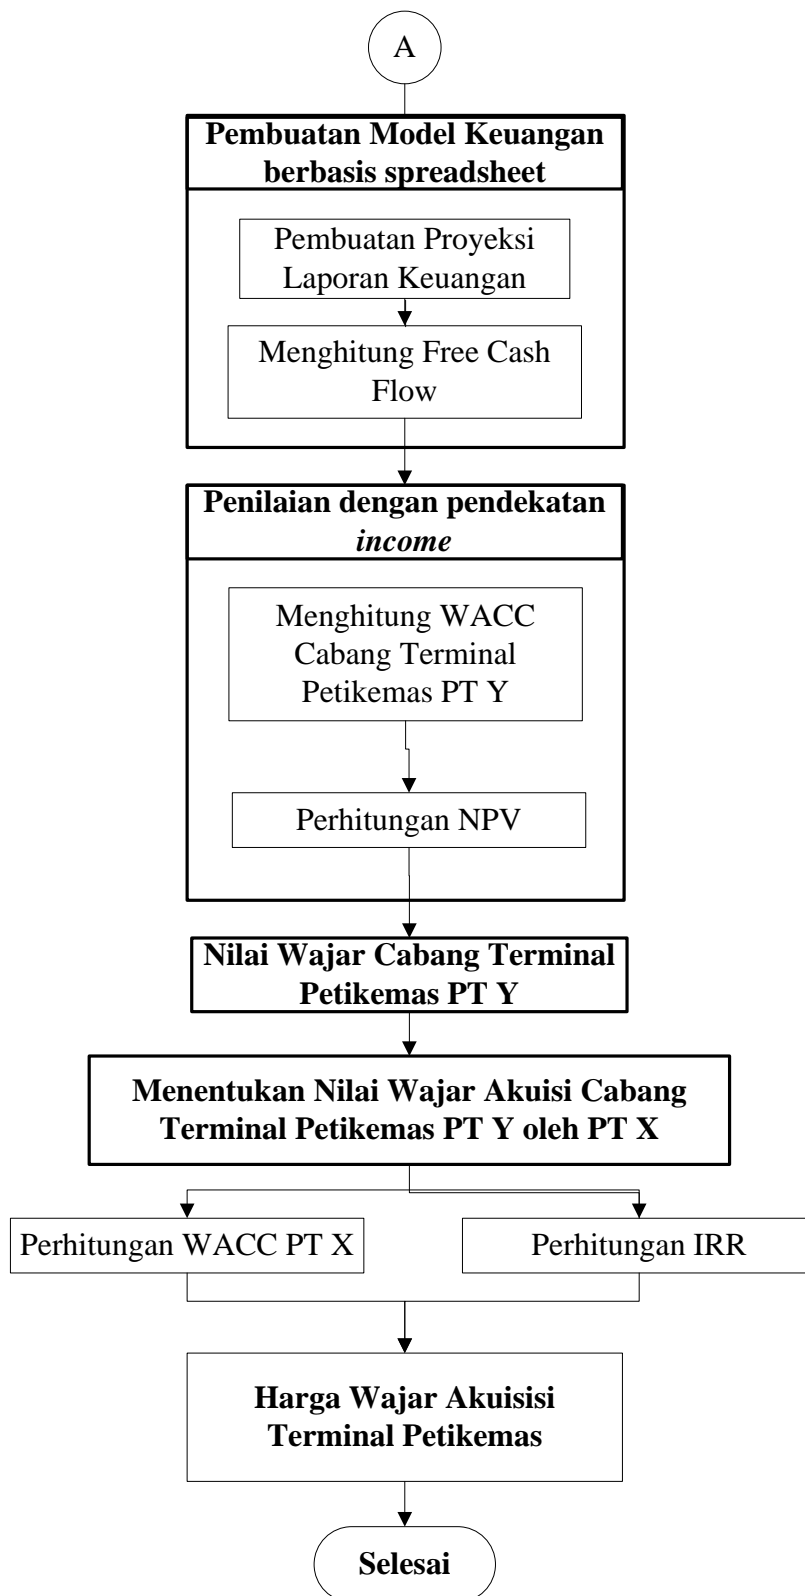 A
Pembuatan Model Keuangan
berbasis spreadsheet
Pembuatan Proyeksi
Laporan Keuangan
Menghitung Free Cash
Flow
Penilaian dengan pendekatan
income
Menghitung WACC
Cabang Terminal
Petikemas PT Y
Perhitungan NPV
Nilai Wajar Cabang Terminal
Petikemas PT Y
Menentukan Nilai Wajar Akuisi Cabang
Terminal Petikemas PT Y oleh PT X
Perhitungan WACC PT X
Perhitungan IRR
Harga Wajar Akuisisi
Terminal Petikemas
Selesai